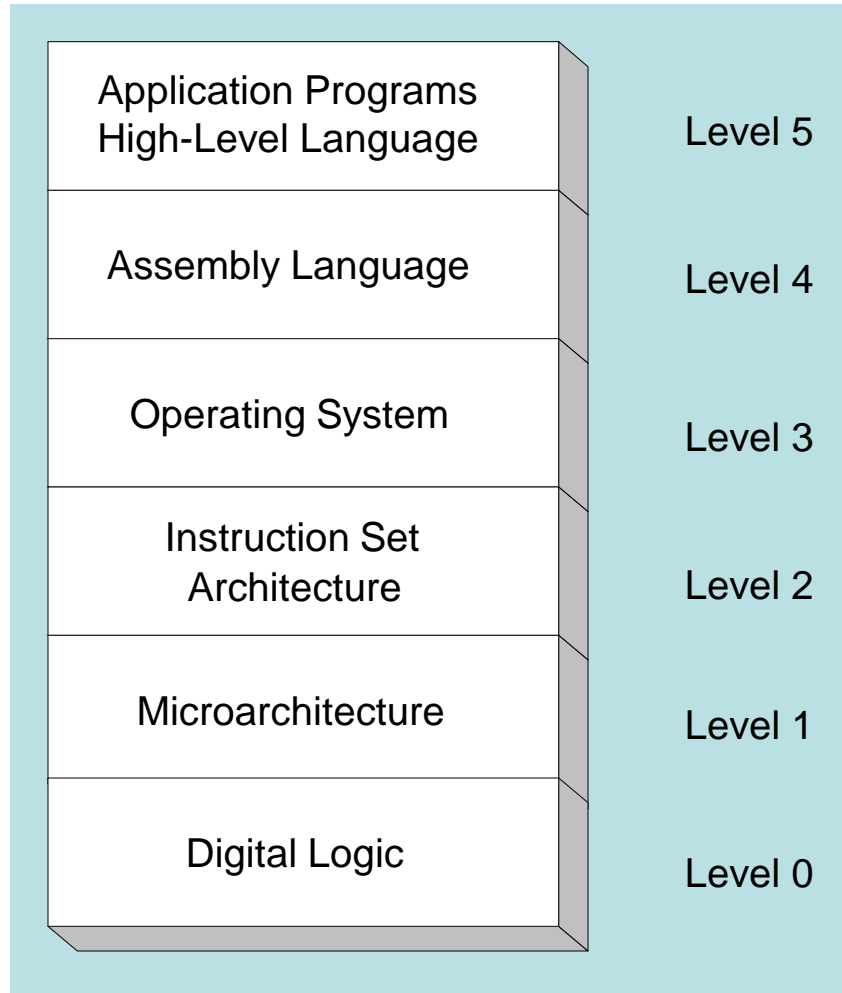 Application Programs
High-Level Language
Level 5
Assembly Language
Level 4
Operating System
Level 3
Instruction Set
Architecture
Level 2
Microarchitecture
Level 1
Digital Logic
Level 0